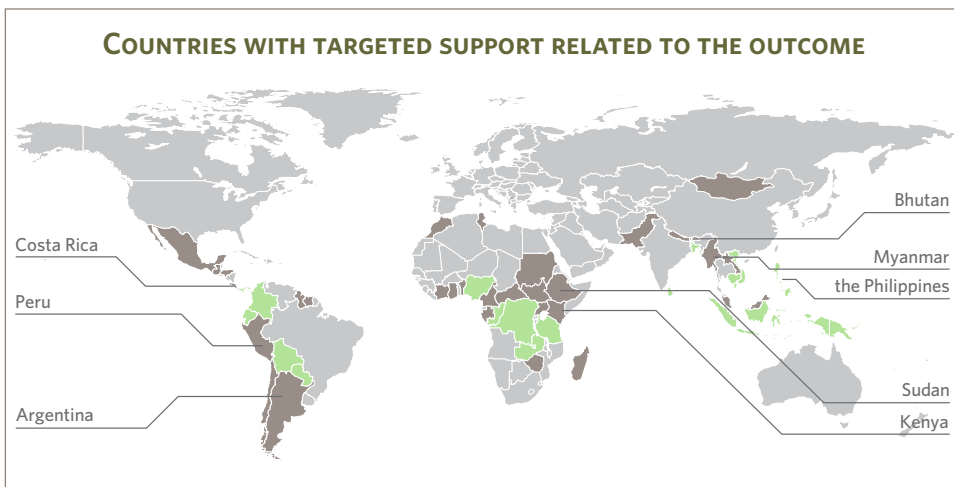 Countries with targeted support related to the outcome
Costa Rica
Peru
Argentina
Bhutan
Myanmar
the Philippines
Sudan
Kenya